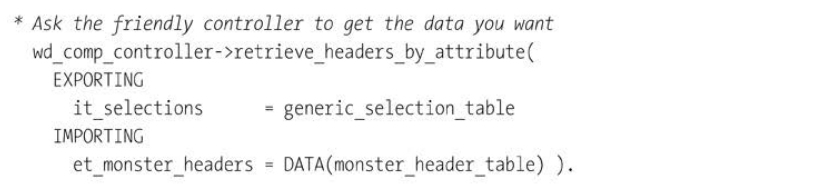 * Ask the friendly controller to get the data you want
wd_comp_controller->retrieve_headers_by_attribute(
EXPORTING
it_selections = generic_selection_table
IMPORTING
et_monster_headers = DATA(monster_header_table) ).